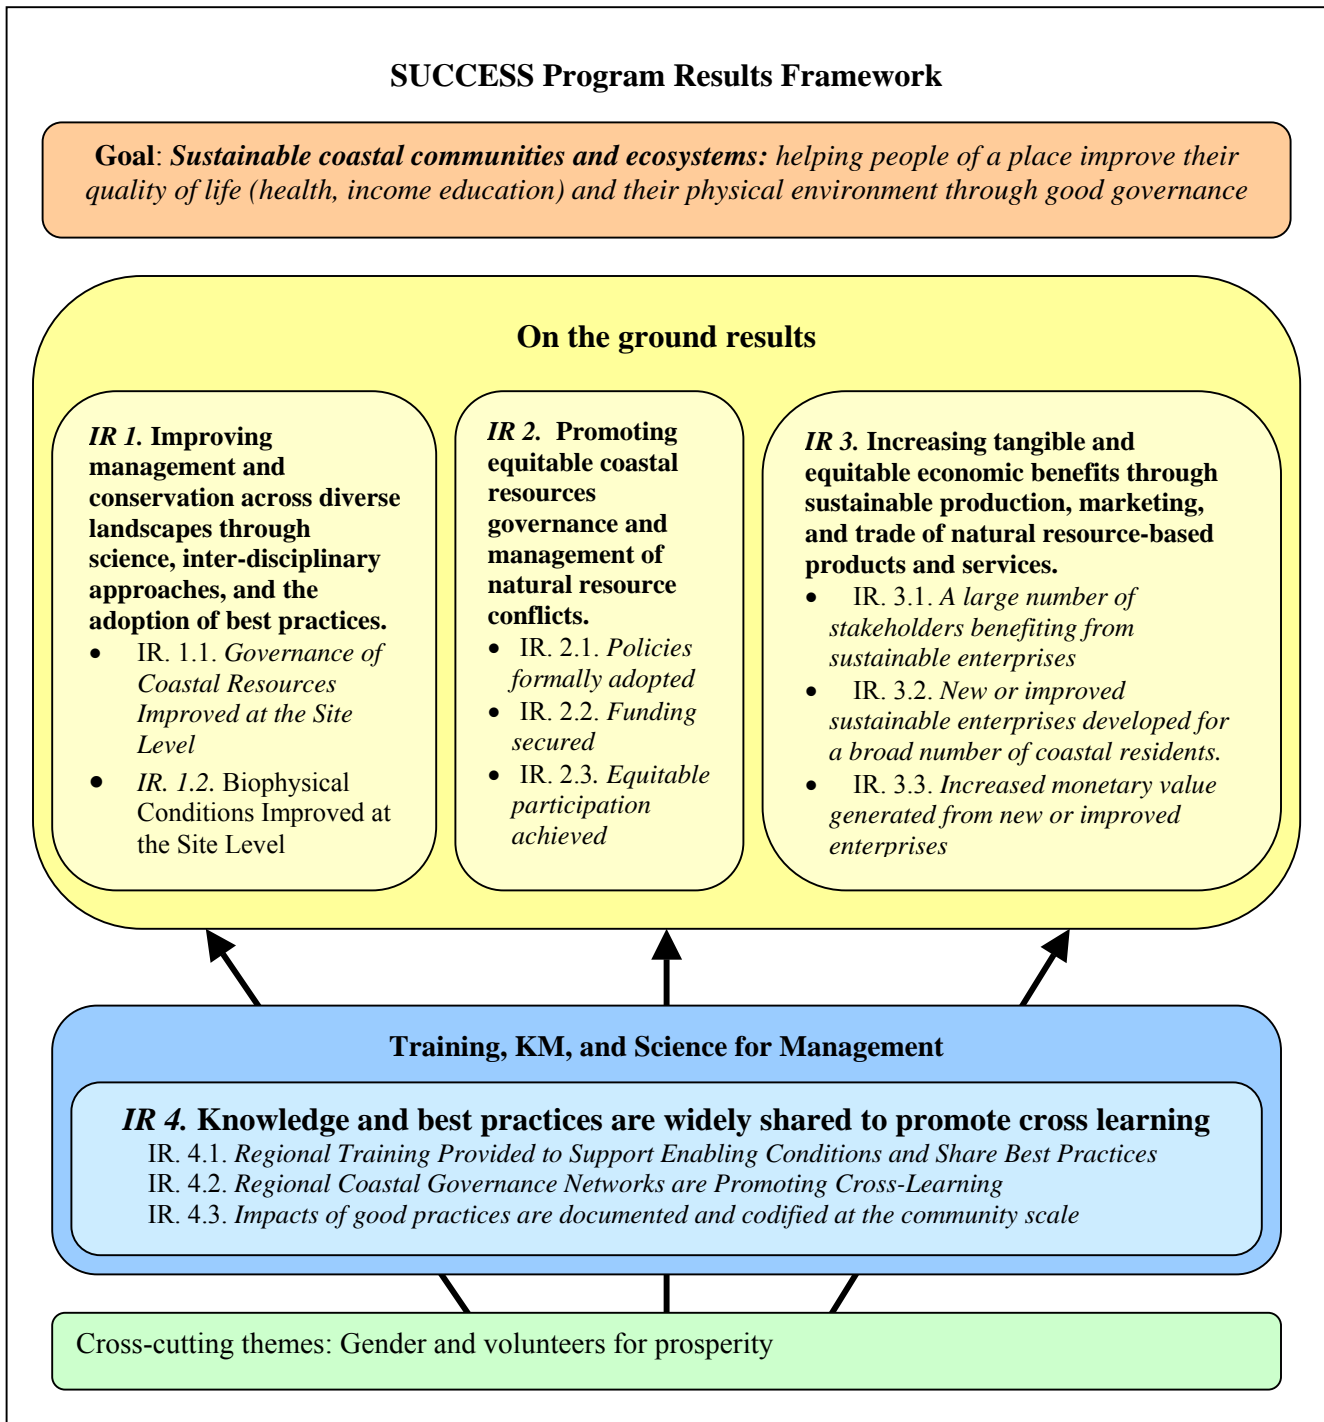 SUCCESS Program Results Framework
Goal: Sustainable coastal communities and ecosystems: helping people of a place improve their
quality of life (health, income education) and their physical environment through good governance
On the ground results
IR 1. Improving
management and
conservation across diverse
landscapes through
science, inter-disciplinary
approaches, and the
adoption of best practices.
• IR. 1.1. Governance of
Coastal Resources
Improved at the Site
Level
• IR. 1.2. Biophysical
Conditions Improved at
the Site Level
IR 2. Promoting
equitable coastal
resources
governance and
management of
natural resource
conflicts.
• IR. 2.1. Policies
formally adopted
• IR. 2.2. Funding
secured
• IR. 2.3. Equitable
participation
achieved
IR 3. Increasing tangible and
equitable economic benefits through
sustainable production, marketing,
and trade of natural resource-based
products and services.
• IR. 3.1. A large number of
stakeholders benefiting from
sustainable enterprises
• IR. 3.2. New or improved
sustainable enterprises developed for
a broad number of coastal residents.
• IR. 3.3. Increased monetary value
generated from new or improved
enterprises
Training, KM, and Science for Management
IR 4. Knowledge and best practices are widely shared to promote cross learning
IR. 4.1. Regional Training Provided to Support Enabling Conditions and Share Best Practices
IR. 4.2. Regional Coastal Governance Networks are Promoting Cross-Learning
IR. 4.3. Impacts of good practices are documented and codified at the community scale
Cross-cutting themes: Gender and volunteers for prosperity